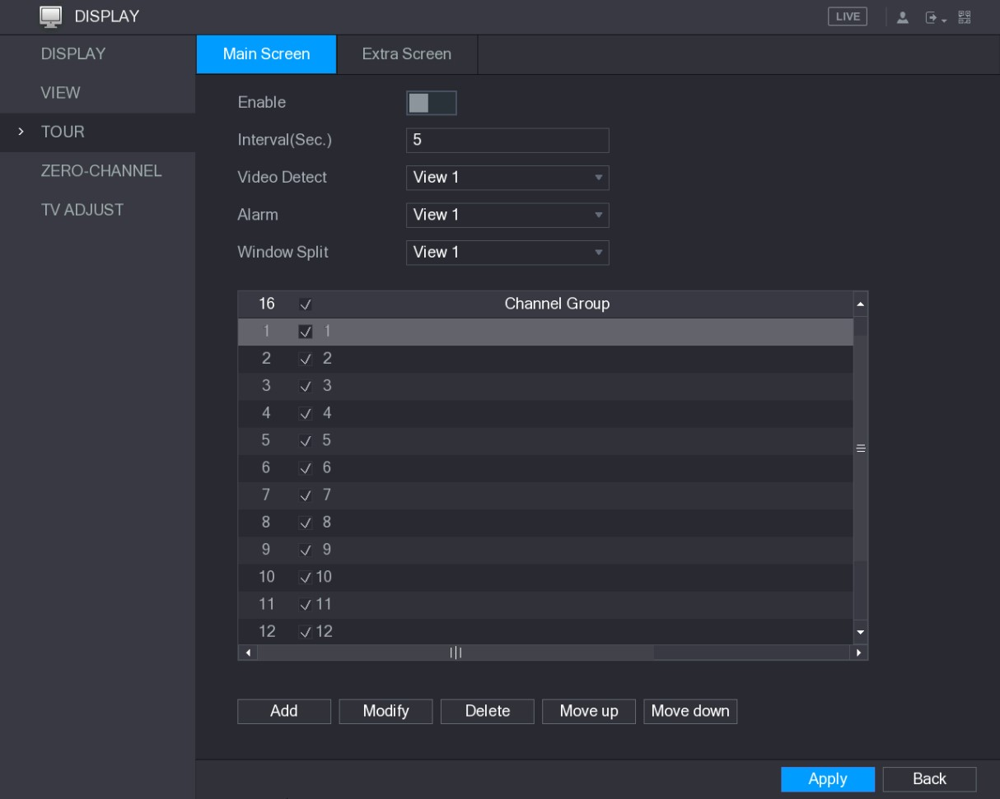 DISPLAY
LIVE
DISPLAY
VIEW
TOUR
ZERO-CHANNEL
TV ADJUST
Main Screen
Extra Screen
Enable
Interval(Sec.) 5
Video Detect View 1
Alarm View 1
Window Split View 1
16 Channel Group
1 1
2 2
3 3
4 4
5 5
6 6
7 7
8 8
9 9
10 10
11 11
12 12
Add Modify Delete Move up Move down
Apply Back